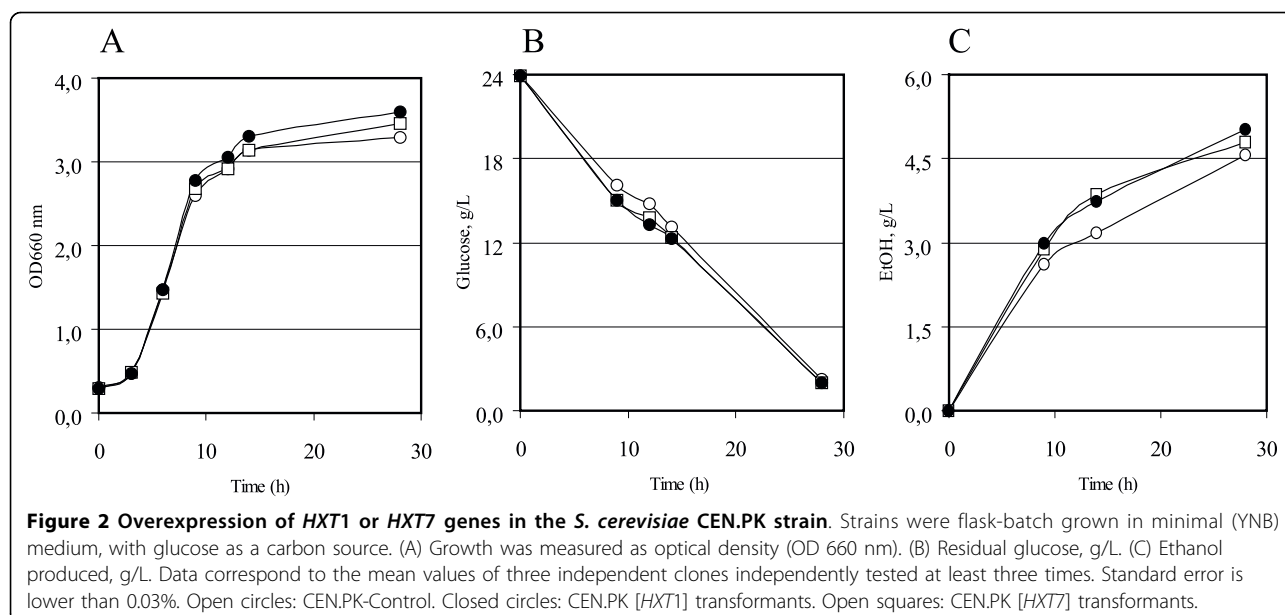 A
B
C
4,0
3,0
2,0
1,0
0,0
OD660 nm
0
10
20
30
Time (h)
24
18
12
6,0
0,0
Glucose, g/L
0
10
20
30
Time (h)
6,0
4,5
3,0
1,5
0,0
EtOH, g/L
0
10
20
30
Time (h)
Figure 2 Overexpression of HXT1 or HXT7 genes in the S. cerevisiae CEN.PK strain. Strains were flask-batch grown in minimal (YNB)
medium, with glucose as a carbon source. (A) Growth was measured as optical density (OD 660 nm). (B) Residual glucose, g/L. (C) Ethanol
produced, g/L. Data correspond to the mean values of three independent clones independently tested at least three times. Standard error is
lower than 0.03%. Open circles: CEN.PK-Control. Closed circles: CEN.PK [HXT1] transformants. Open squares: CEN.PK [HXT7] transformants.